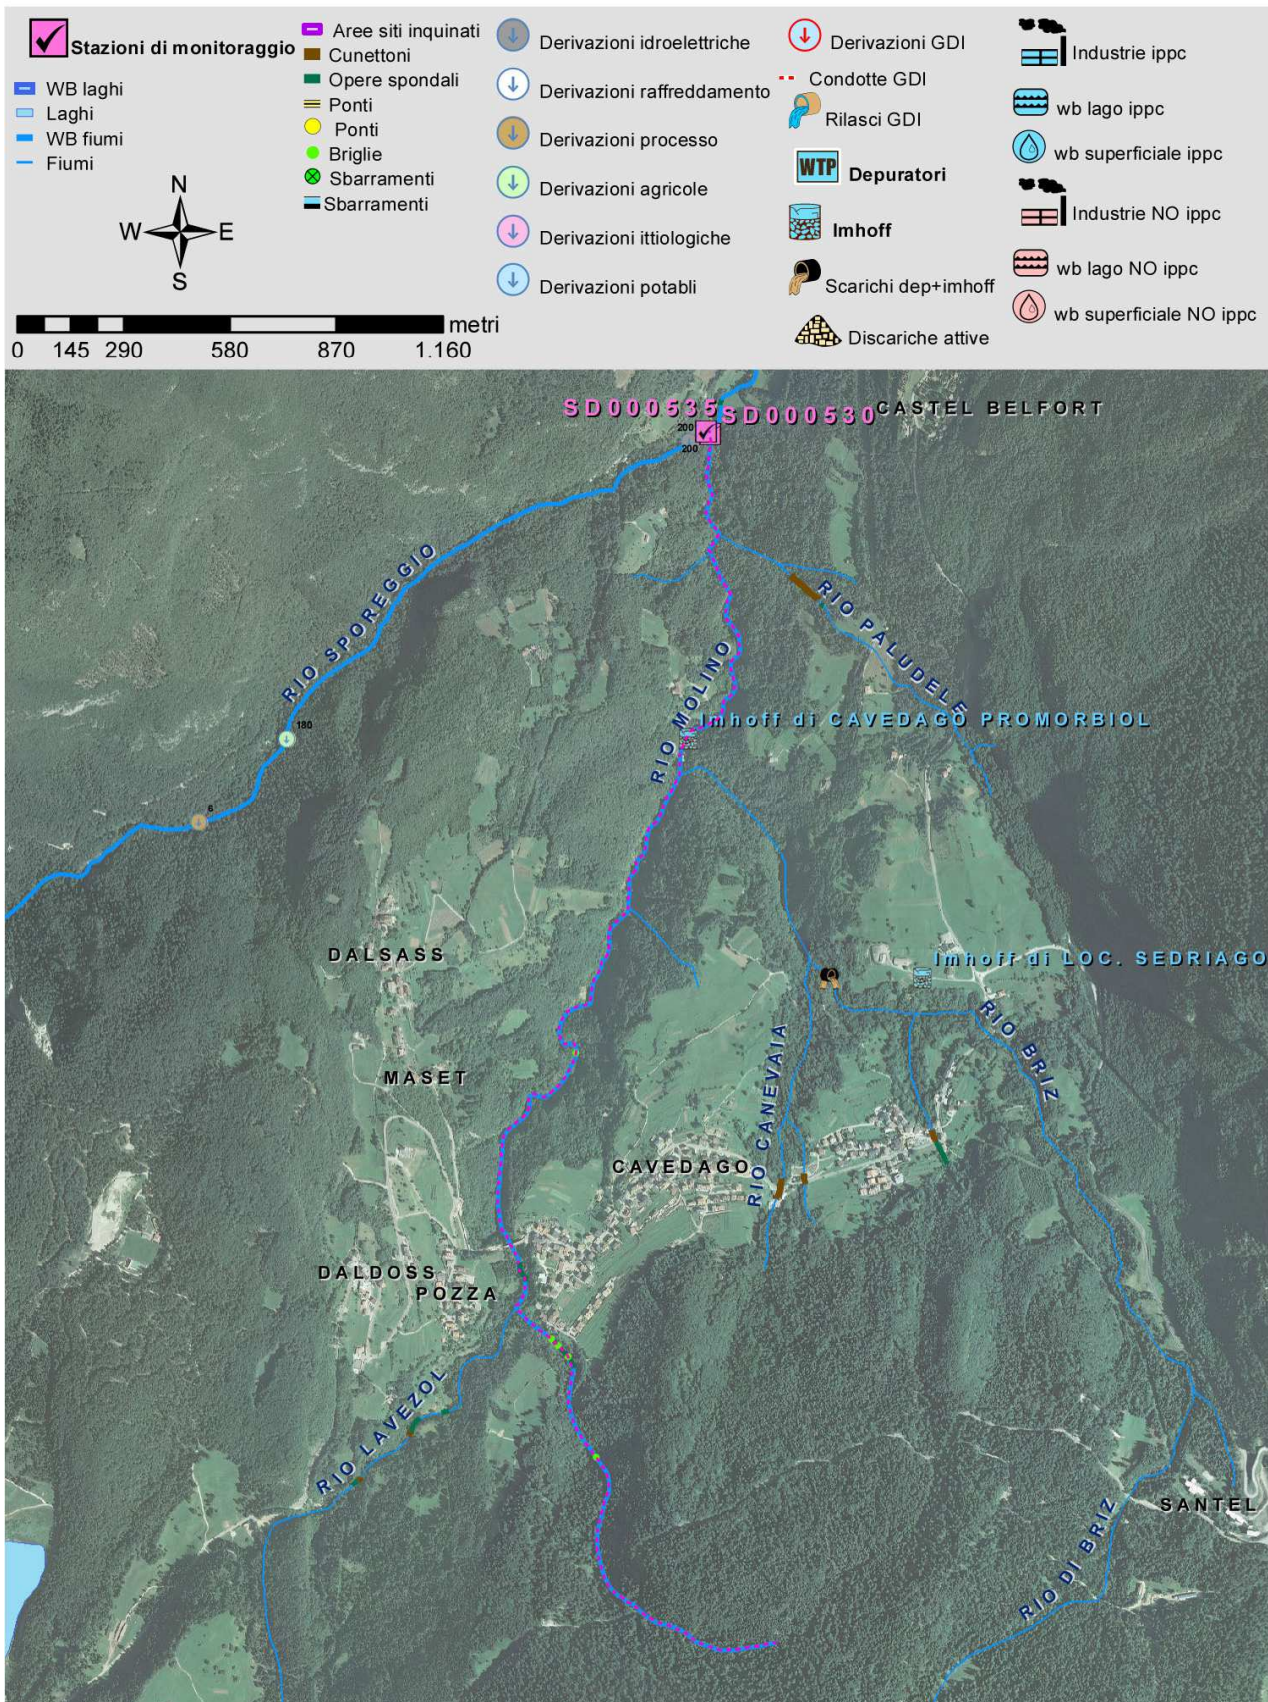 Stazioni di monitoraggio
WB laghi
Laghi
WB fiumi
Fiumi
N
W E
S
Aree siti inquinati
Cunettoni
Opere spondali
Ponti
Ponti
Briglie
Sbarramenti
Sbarramenti
Derivazioni idroelettriche
Derivazioni raffreddamento
Derivazioni processo
Derivazioni agricole
Derivazioni ittiologiche
Derivazioni potabli
Derivazioni GDI
Condotte GDI
Rilasci GDI
WTP Depuratori
Imhoff
Scarichi dep+imhoff
Discariche attive
Industrie ippc
wb lago ippc
wb superficiale ippc
Industrie NO ippc
wb lago NO ippc
wb superficiale NO ippc
metri
0 145 290 580 870 1.160
SD000535 SD000530 CASTEL BELFORT
200
200
RIO SPOREGGIO
RIO PALUDELE
RIO MOLINO
Imhoff di CAVEDAGO PROMORBIOL
180
6
DALSASS
Imhoff di LOC. SEDRIAGO
RIO BRIZ
MASET
RIO CANEVAIA
CAVEDAGO
DALDOSS
POZZA
RIO LAVEZOL
SANTEL
RIO DI BRIZ